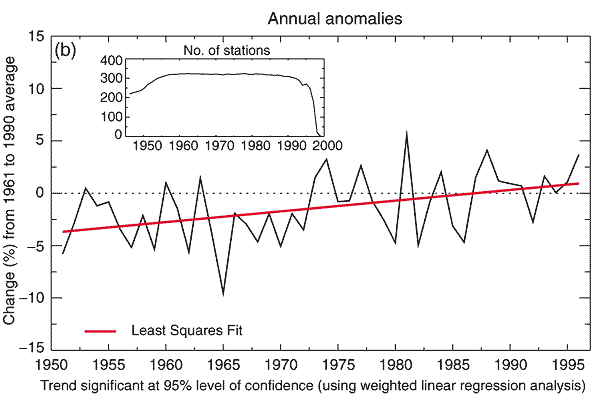 Annual anomalies
(b)
No. of stations
400
300
200
100
0
1950 1960 1970 1980 1990 2000
Change (%) from 1961 to 1990 average
15
10
5
0
−5
−10
−15
Least Squares Fit
1950 1955 1960 1965 1970 1975 1980 1985 1990 1995
Trend significant at 95% level of confidence (using weighted linear regression analysis)